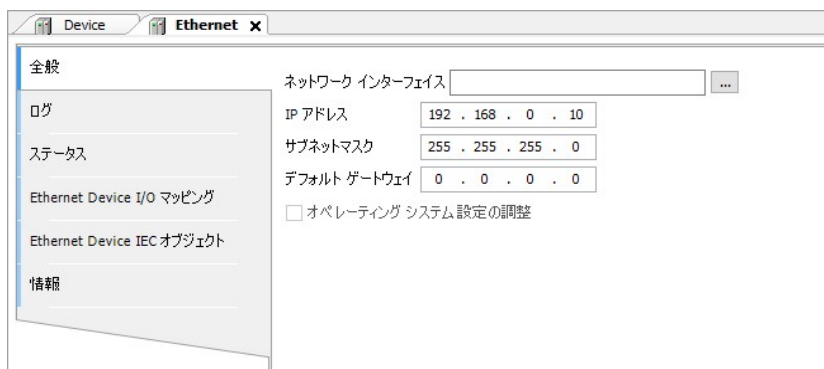 Device
Ethernet
全般
ログ
ステータス
Ethernet Device I/O マッピング
Ethernet Device IEC オブジェクト
情報
ネットワーク インターフェイス ...
IP アドレス 192 . 168 . 0 . 10
サブネットマスク 255 . 255 . 255 . 0
デフォルト ゲートウェイ 0 . 0 . 0 . 0
オペレーティング システム設定の調整